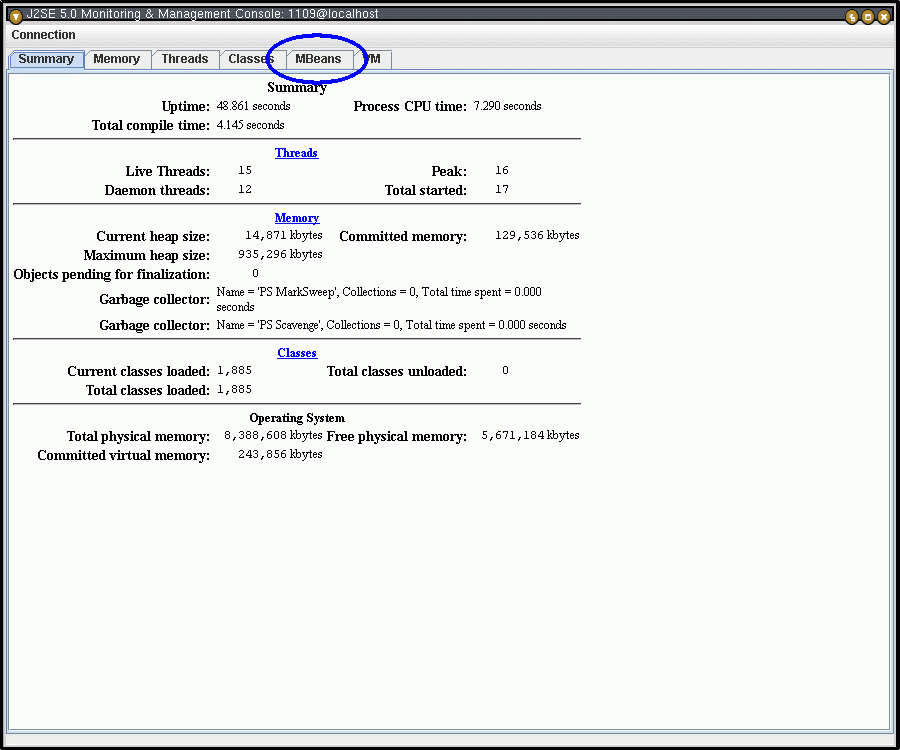 J2SE 5.0 Monitoring & Management Console: 1109@localhost
Connection
Summary Memory Threads Classes MBeans VM
Summary
Uptime: 48.861 seconds Process CPU time: 7.290 seconds
Total compile time: 4.145 seconds
Threads
Live Threads: 15 Peak: 16
Daemon threads: 12 Total started: 17
Memory
Current heap size: 14,871 kbytes Committed memory: 129,536 kbytes
Maximum heap size: 935,296 kbytes
Objects pending for finalization: 0
Garbage collector: Name = 'PS MarkSweep', Collections = 0, Total time spent = 0.000
seconds
Garbage collector: Name = 'PS Scavenge', Collections = 0, Total time spent = 0.000 seconds
Classes
Current classes loaded: 1,885 Total classes unloaded: 0
Total classes loaded: 1,885
Operating System
Total physical memory: 8,388,608 kbytes Free physical memory: 5,671,184 kbytes
Committed virtual memory: 243,856 kbytes